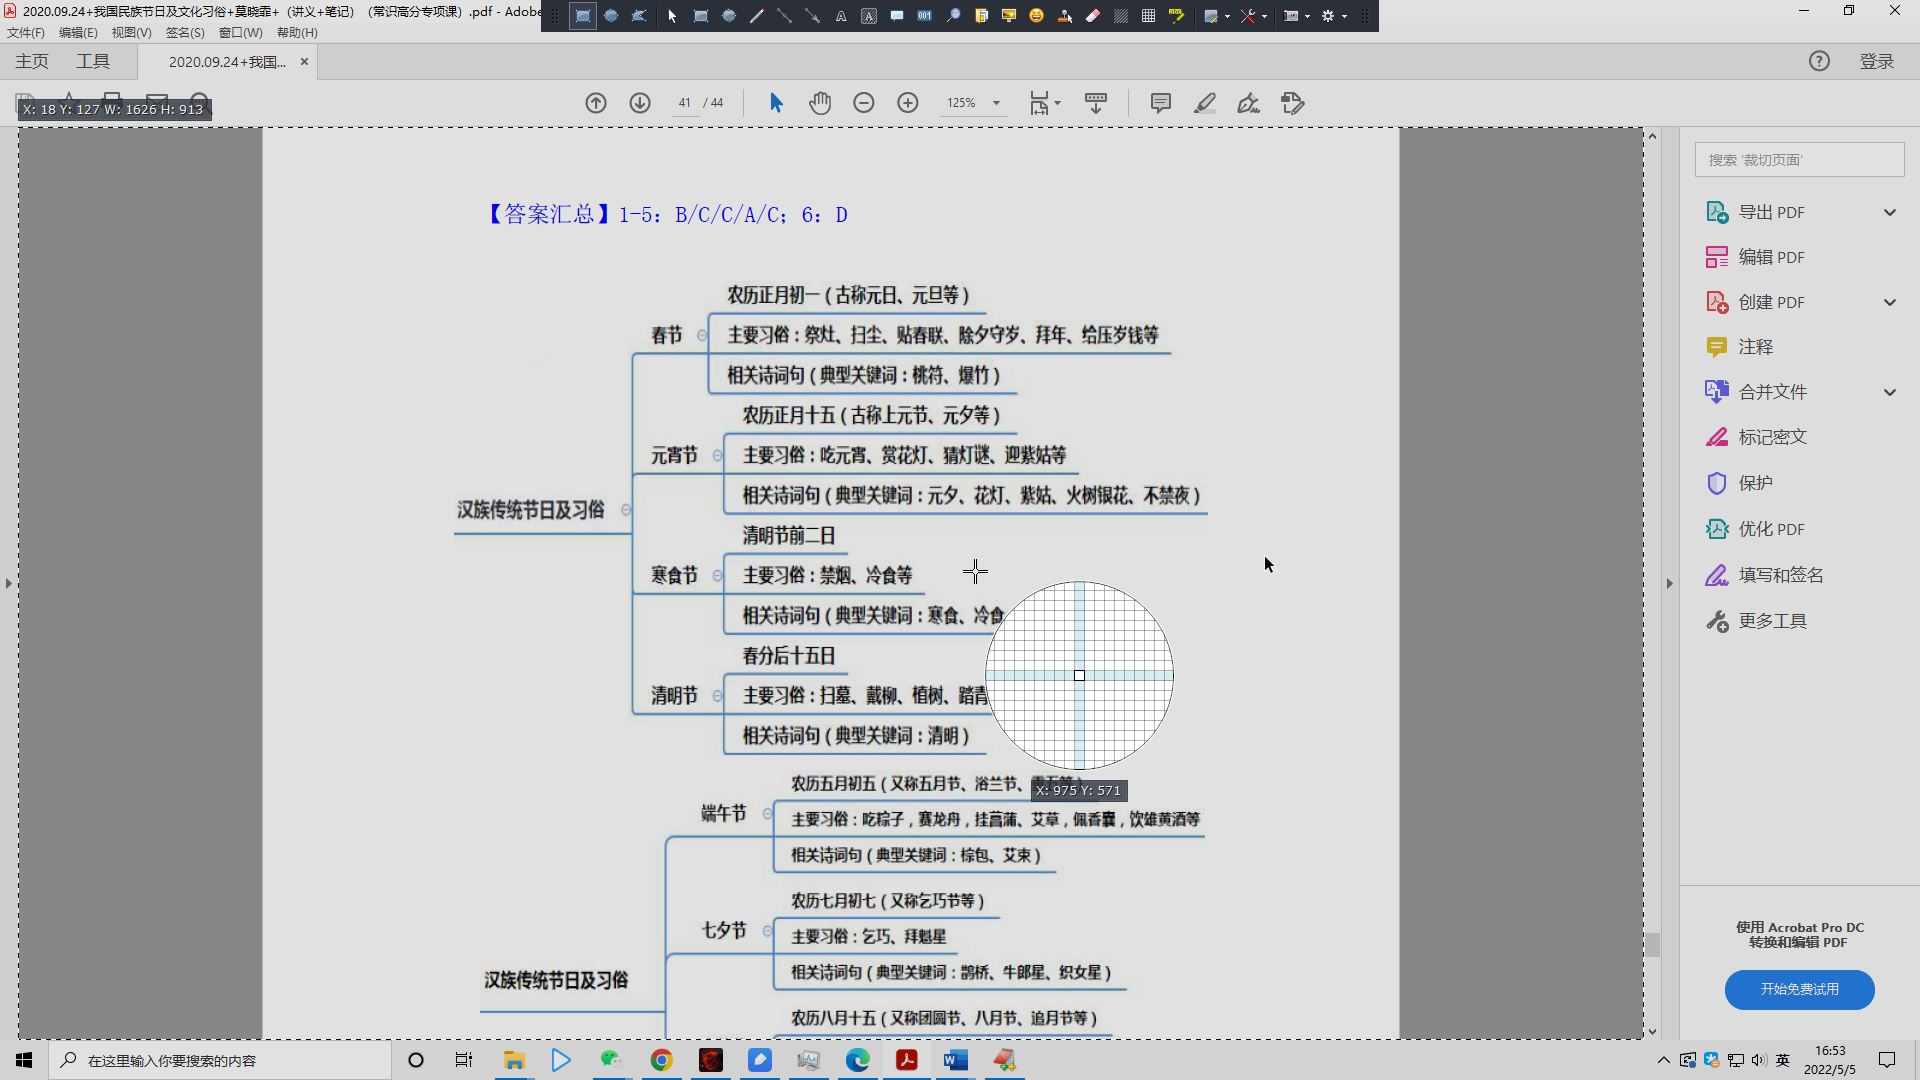 2020.09.24+我国民族节日及文化习俗+莫晓霏+（讲义+笔记）（常识高分专项课）.pdf - Adobe
文件(F) 编辑(E) 视图(V) 签名(S) 窗口(W) 帮助(H)
主页 工具 2020.09.24+我国... × 登录
X: 18 Y: 127 W: 1626 H: 913
41 / 44 125%
搜索 '裁切页面'
【答案汇总】1-5：B/C/C/A/C；6：D
农历正月初一（古称元日、元旦等）
春节
主要习俗：祭灶、扫尘、贴春联、除夕守岁、拜年、给压岁钱等
相关诗词句（典型关键词：桃符、爆竹）
农历正月十五（古称上元节、元夕等）
元宵节
主要习俗：吃元宵、赏花灯、猜灯谜、迎紫姑等
相关诗词句（典型关键词：元夕、花灯、紫姑、火树银花、不禁夜）
汉族传统节日及习俗
清明节前二日
寒食节
主要习俗：禁烟、冷食等
相关诗词句（典型关键词：寒食、冷食
春分后十五日
清明节
主要习俗：扫墓、戴柳、植树、踏青
相关诗词句（典型关键词：清明）
农历五月初五（又称五月节、浴兰节、
X: 975 Y: 571
端午节
主要习俗：吃粽子，赛龙舟，挂菖蒲、艾草，佩香囊，饮雄黄酒等
相关诗词句（典型关键词：棕包、艾束）
农历七月初七（又称乞巧节等）
七夕节
主要习俗：乞巧、拜魁星
相关诗词句（典型关键词：鹊桥、牛郎星、织女星）
汉族传统节日及习俗
农历八月十五（又称团圆节、八月节、追月节等）
导出 PDF
编辑 PDF
创建 PDF
注释
合并文件
标记密文
保护
优化 PDF
填写和签名
更多工具
使用 Acrobat Pro DC
转换和编辑 PDF
开始免费试用
在这里输入你要搜索的内容
英
16:53
2022/5/5